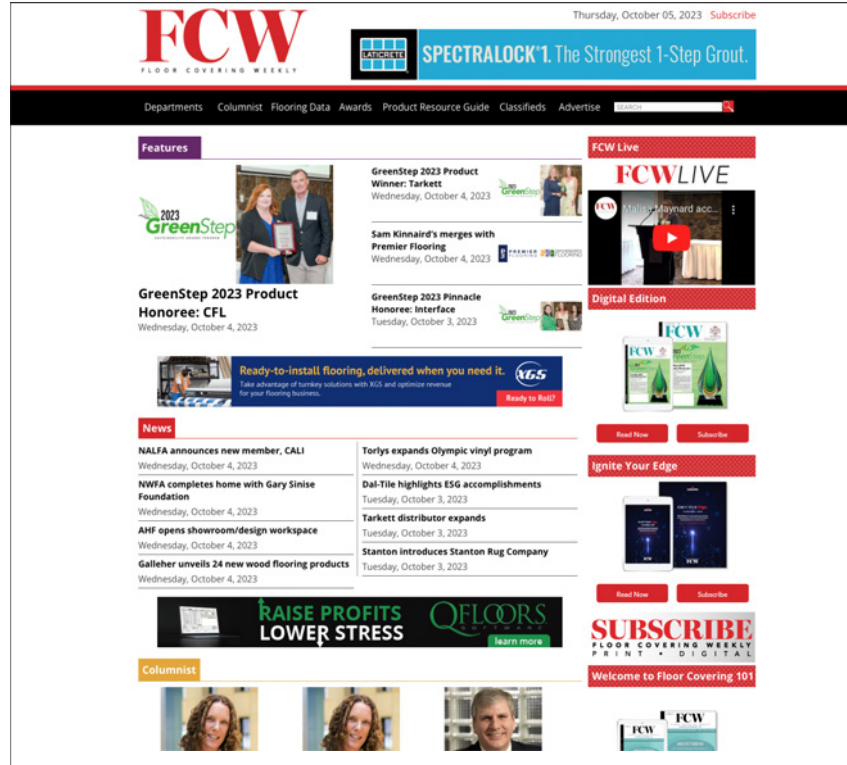 Thursday, October 05, 2023 Subscribe
FCW
FLOOR COVERING WEEKLY
LATICRETE
SPECTRALOCK®1. The Strongest 1-Step Grout.
Departments Columnist Flooring Data Awards Product Resource Guide Classifieds Advertise SEARCH
Features
2023
GreenStep
GreenStep 2023 Product
Honoree: CFL
Wednesday, October 4, 2023
GreenStep 2023 Product
Winner: Tarkett
Wednesday, October 4, 2023
GreenStep
Sam Kinnaird's merges with
Premier Flooring
Wednesday, October 4, 2023
PREMIER
FLOORING
GreenStep 2023 Pinnacle
Honoree: Interface
Tuesday, October 3, 2023
GreenStep
Ready-to-install flooring, delivered when you need it.
Take advantage of turnkey solutions with XGS and optimize revenue
for your flooring business.
XGS
Ready to Roll?
News
NALFA announces new member, CALI
Wednesday, October 4, 2023
NWFA completes home with Gary Sinise
Foundation
Wednesday, October 4, 2023
AHF opens showroom/design workspace
Wednesday, October 4, 2023
Galleher unveils 24 new wood flooring products
Wednesday, October 4, 2023
Torlys expands Olympic vinyl program
Wednesday, October 4, 2023
Dal-Tile highlights ESG accomplishments
Tuesday, October 3, 2023
Tarkett distributor expands
Tuesday, October 3, 2023
Stanton introduces Stanton Rug Company
Tuesday, October 3, 2023
RAISE PROFITS
LOWER STRESS
QFLOORS
SOFTWARE
learn more
Columnist
FCW Live
FCWLIVE
FCW
Malisa Maynard acc...
Digital Edition
FCW
FCW
Read Now Subscribe
Ignite Your Edge
Read Now Subscribe
SUBSCRIBE
FLOOR COVERING WEEKLY
PRINT • DIGITAL
Welcome to Floor Covering 101
FCW
FCW